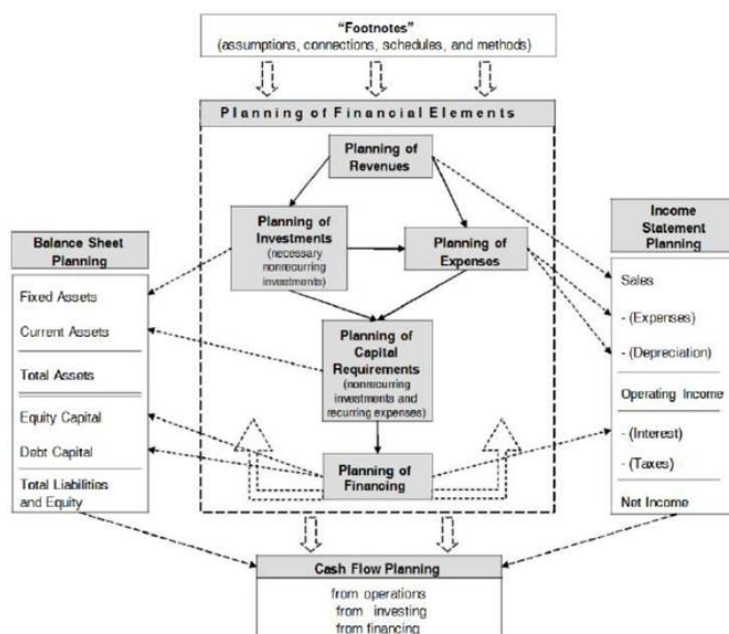 "Footnotes"
(assumptions, connections, schedules, and methods)
Planning of Financial Elements
Planning of
Revenues
Planning of
Investments
(necessary
nonrecurring
investments)
Planning of
Expenses
Planning of
Capital
Requirements
(nonrecurring
investments and
recurring expenses)
Planning of
Financing
Balance Sheet
Planning
Fixed Assets
Current Assets
Total Assets
Equity Capital
Debt Capital
Total Liabilities
and Equity
Income
Statement
Planning
Sales
- (Expenses)
- (Depreciation)
Operating Income
- (Interest)
- (Taxes)
Net Income
Cash Flow Planning
from operations
from investing
from financing